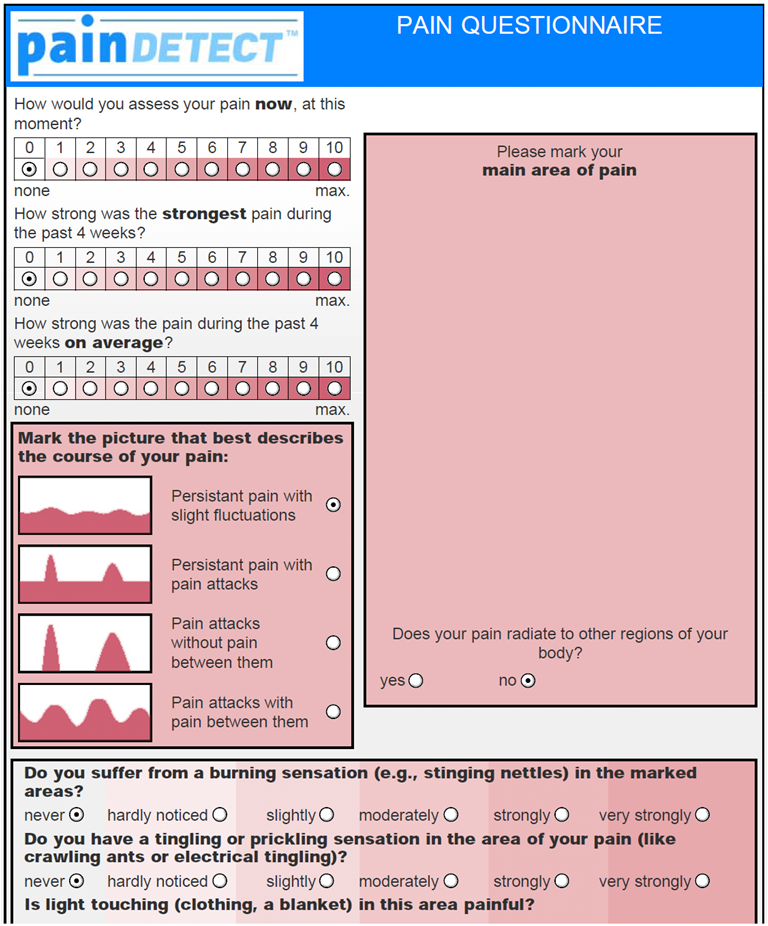 painDETECT™
PAIN QUESTIONNAIRE
How would you assess your pain now, at this
moment?
0 1 2 3 4 5 6 7 8 9 10
none max.
How strong was the strongest pain during
the past 4 weeks?
0 1 2 3 4 5 6 7 8 9 10
none max.
How strong was the pain during the past 4
weeks on average?
0 1 2 3 4 5 6 7 8 9 10
none max.
Mark the picture that best describes
the course of your pain:
Persistant pain with
slight fluctuations
Persistant pain with
pain attacks
Pain attacks
without pain
between them
Pain attacks with
pain between them
Please mark your
main area of pain
Does your pain radiate to other regions of your
body?
yes no
Do you suffer from a burning sensation (e.g., stinging nettles) in the marked
areas?
never hardly noticed slightly moderately strongly very strongly
Do you have a tingling or prickling sensation in the area of your pain (like
crawling ants or electrical tingling)?
never hardly noticed slightly moderately strongly very strongly
Is light touching (clothing, a blanket) in this area painful?